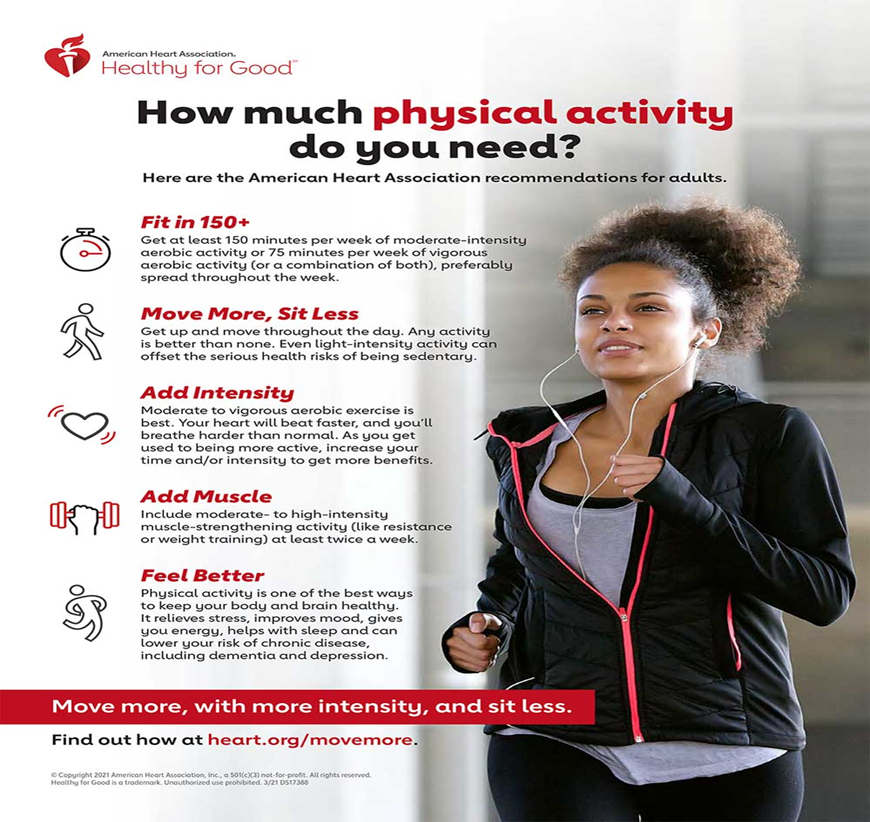 American Heart Association.
Healthy for Good™
How much physical activity
do you need?
Here are the American Heart Association recommendations for adults.
Fit in 150+
Get at least 150 minutes per week of moderate-intensity
aerobic activity or 75 minutes per week of vigorous
aerobic activity (or a combination of both), preferably
spread throughout the week.
Move More, Sit Less
Get up and move throughout the day. Any activity
is better than none. Even light-intensity activity can
offset the serious health risks of being sedentary.
Add Intensity
Moderate to vigorous aerobic exercise is
best. Your heart will beat faster, and you’ll
breathe harder than normal. As you get
used to being more active, increase your
time and/or intensity to get more benefits.
Add Muscle
Include moderate- to high-intensity
muscle-strengthening activity (like resistance
or weight training) at least twice a week.
Feel Better
Physical activity is one of the best ways
to keep your body and brain healthy.
It relieves stress, improves mood, gives
you energy, helps with sleep and can
lower your risk of chronic disease,
including dementia and depression.
Move more, with more intensity, and sit less.
Find out how at heart.org/movemore.
© Copyright 2021 American Heart Association, Inc., a 501(c)(3) not-for-profit. All rights reserved.
Healthy for Good is a trademark. Unauthorized use prohibited. 3/21 DS17388